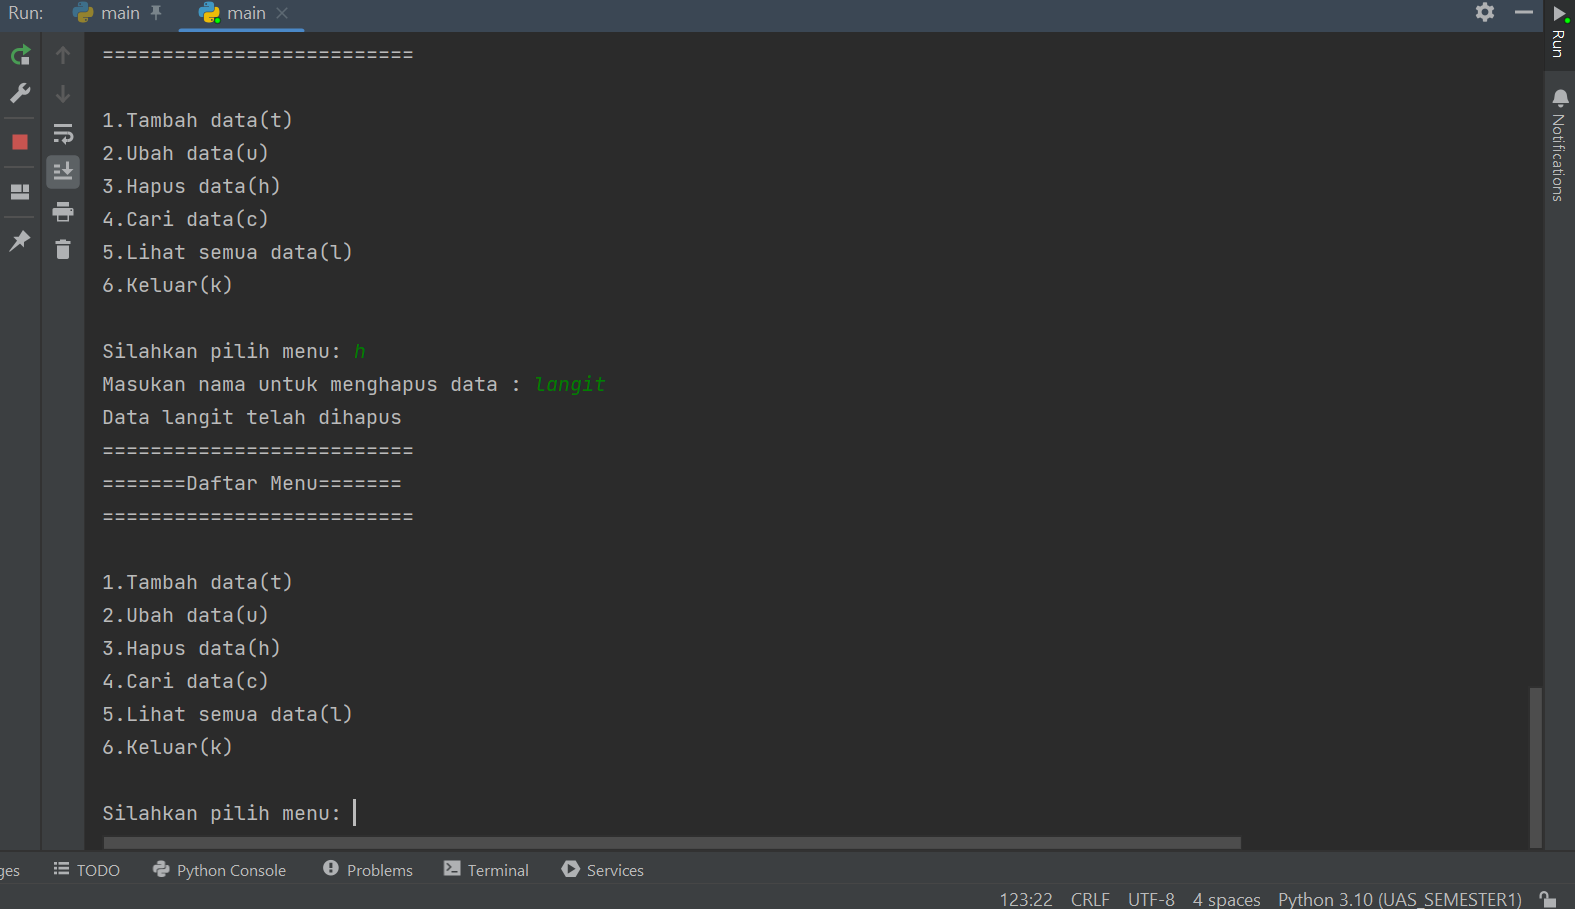 Run: main main
==========================
1.Tambah data(t)
2.Ubah data(u)
3.Hapus data(h)
4.Cari data(c)
5.Lihat semua data(l)
6.Keluar(k)
Silahkan pilih menu: h
Masukan nama untuk menghapus data : langit
Data langit telah dihapus
==========================
=======Daftar Menu=======
==========================
1.Tambah data(t)
2.Ubah data(u)
3.Hapus data(h)
4.Cari data(c)
5.Lihat semua data(l)
6.Keluar(k)
Silahkan pilih menu:
Run
Notifications
ges TODO Python Console Problems Terminal Services
123:22 CRLF UTF-8 4 spaces Python 3.10 (UAS_SEMESTER1)